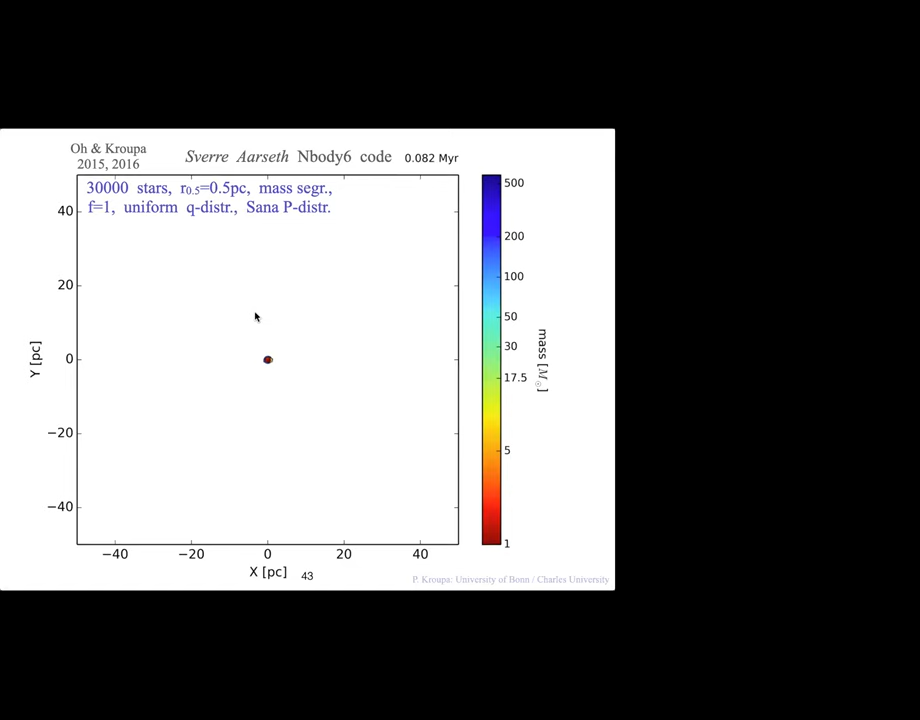 Oh & Kroupa
2015, 2016
Sverre Aarseth Nbody6 code
0.082 Myr
30000 stars, r0.5=0.5pc, mass segr.,
f=1, uniform q-distr., Sana P-distr.
40
20
0
−20
−40
Y [pc]
−40 −20 0 20 40
X [pc]
43
500
200
100
50
30
17.5
5
1
mass [M☉]
P. Kroupa: University of Bonn / Charles University